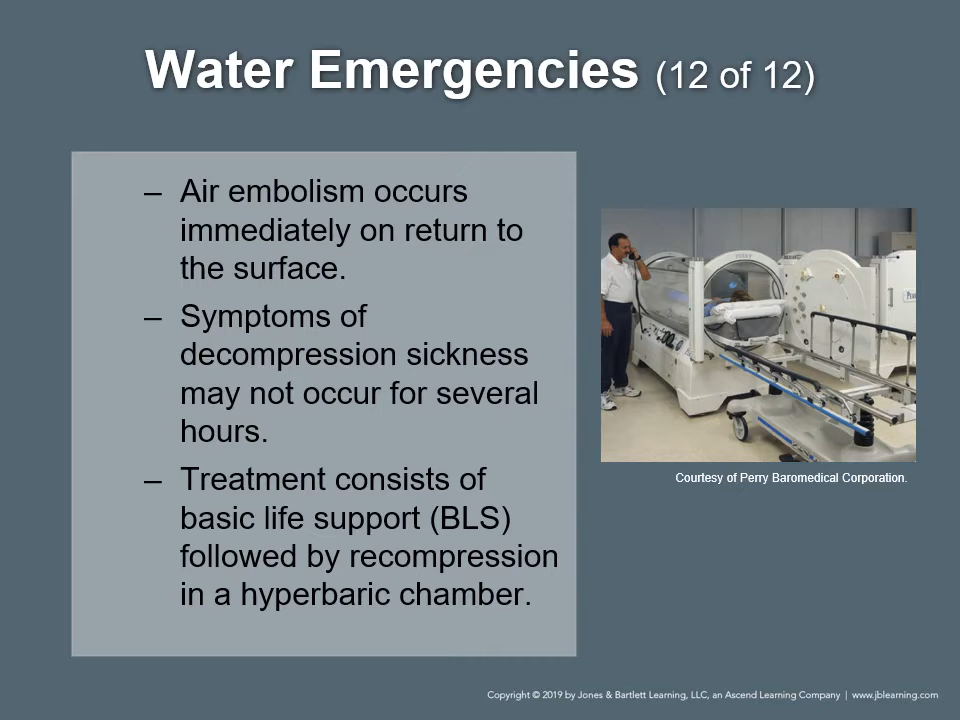 Water Emergencies (12 of 12)
– Air embolism occurs
immediately on return to
the surface.
– Symptoms of
decompression sickness
may not occur for several
hours.
– Treatment consists of
basic life support (BLS)
followed by recompression
in a hyperbaric chamber.
Courtesy of Perry Baromedical Corporation.
Copyright © 2019 by Jones & Bartlett Learning, LLC, an Ascend Learning Company | www.jblearning.com